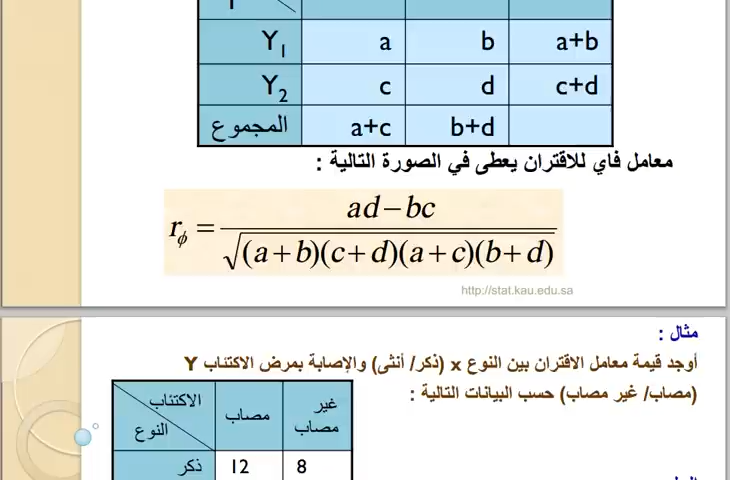 Y1 a b a+b
Y2 c d c+d
المجموع a+c b+d
معامل فاي للاقتران يعطى في الصورة التالية :
rϕ = ad − bc / √(a + b)(c + d)(a + c)(b + d)
http://stat.kau.edu.sa
مثال :
أوجد قيمة معامل الاقتران بين النوع x (ذكر/ أنثى) والإصابة بمرض الاكتئاب Y
(مصاب/ غير مصاب) حسب البيانات التالية :
الاكتئاب
النوع
مصاب
غير
مصاب
ذكر 12 8